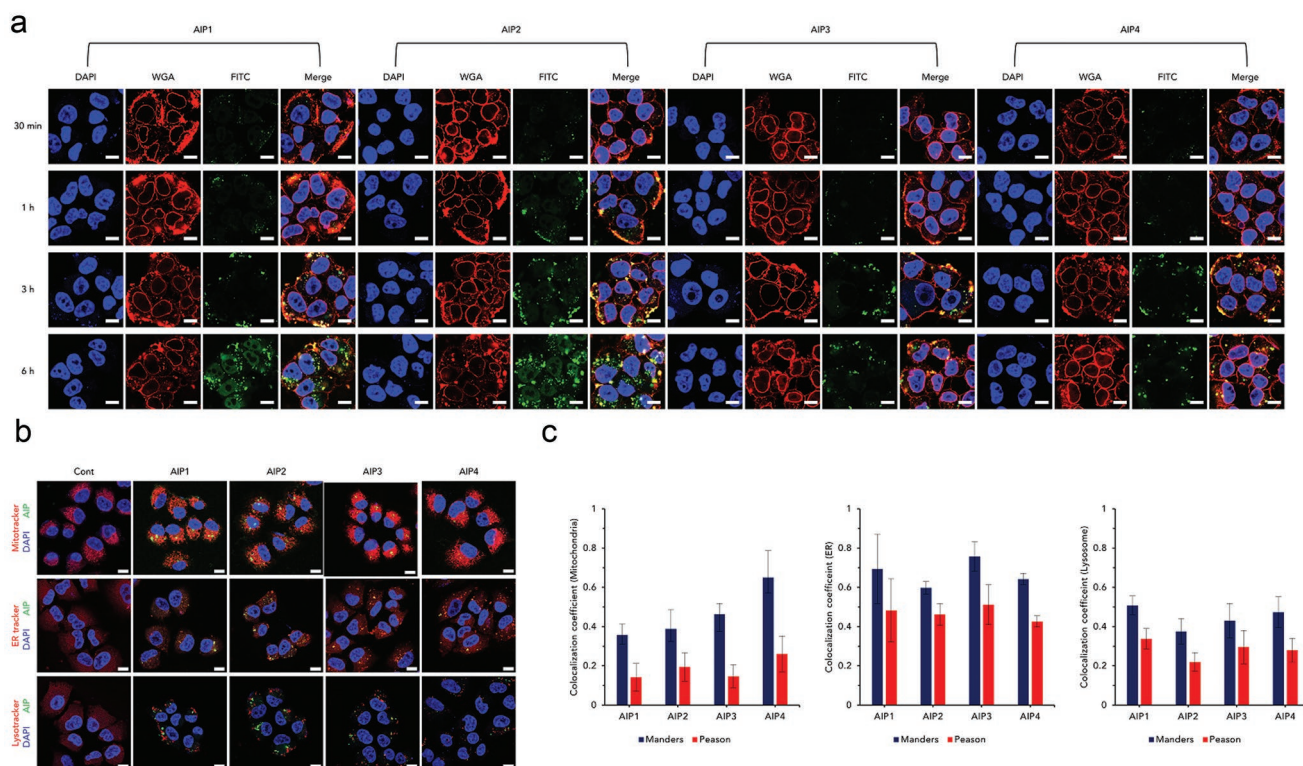 a
AIP1 AIP2 AIP3 AIP4
DAPI WGA FITC Merge DAPI WGA FITC Merge DAPI WGA FITC Merge DAPI WGA FITC Merge
30 min
1 h
3 h
6 h
b
Cont AIP1 AIP2 AIP3 AIP4
Mitotracker
DAPI AIP
ER tracker
DAPI AIP
Lysotracker
DAPI AIP
c
Colocalization coefficient (Mitochondria)
1
0.8
0.6
0.4
0.2
0
AIP1 AIP2 AIP3 AIP4
Manders Peason
Colocalization coeffiecint (ER)
1
0.8
0.6
0.4
0.2
0
AIP1 AIP2 AIP3 AIP4
Manders Peason
Colocalization coeffiecint (Lysosome)
1
0.8
0.6
0.4
0.2
0
AIP1 AIP2 AIP3 AIP4
Manders Peason